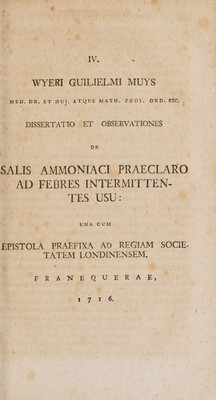 IV.
WYERI GUILIELMI MUYS
MED. DR. ET HUJ. ATQUE MATH. PROF. ORD. etc.
DISSERTATIO ET OBSERVATIONES
DE
SALIS AMMONIACI PRAECLARO
AD FEBRES INTERMITTEN-
TES USU:
UNA CUM
EPISTOLA PRAEFIXA AD REGIAM SOCIE-
TATEM LONDINENSEM.
FRANEQUERAE,
1716.